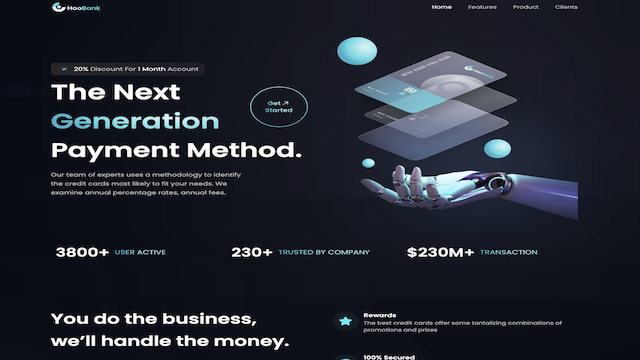 HooBank
Home Features Product Clients
20% Discount For 1 Month Account
The Next
Generation
Payment Method.
Get
Started
Our team of experts uses a methodology to identify
the credit cards most likely to fit your needs. We
examine annual percentage rates, annual fees.
HooBank
3800+ USER ACTIVE
230+ TRUSTED BY COMPANY
$230M+ TRANSACTION
You do the business,
we’ll handle the money.
Rewards
The best credit cards offer some tantalizing combinations of
promotions and prizes
100% Secured